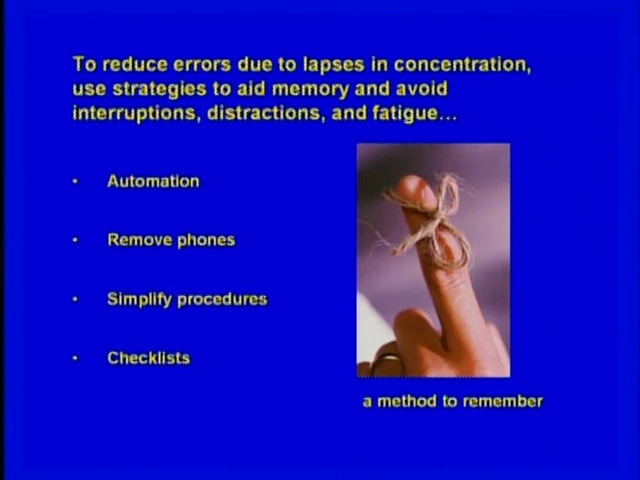 To reduce errors due to lapses in concentration,
use strategies to aid memory and avoid
interruptions, distractions, and fatigue...
• Automation
• Remove phones
• Simplify procedures
• Checklists
a method to remember